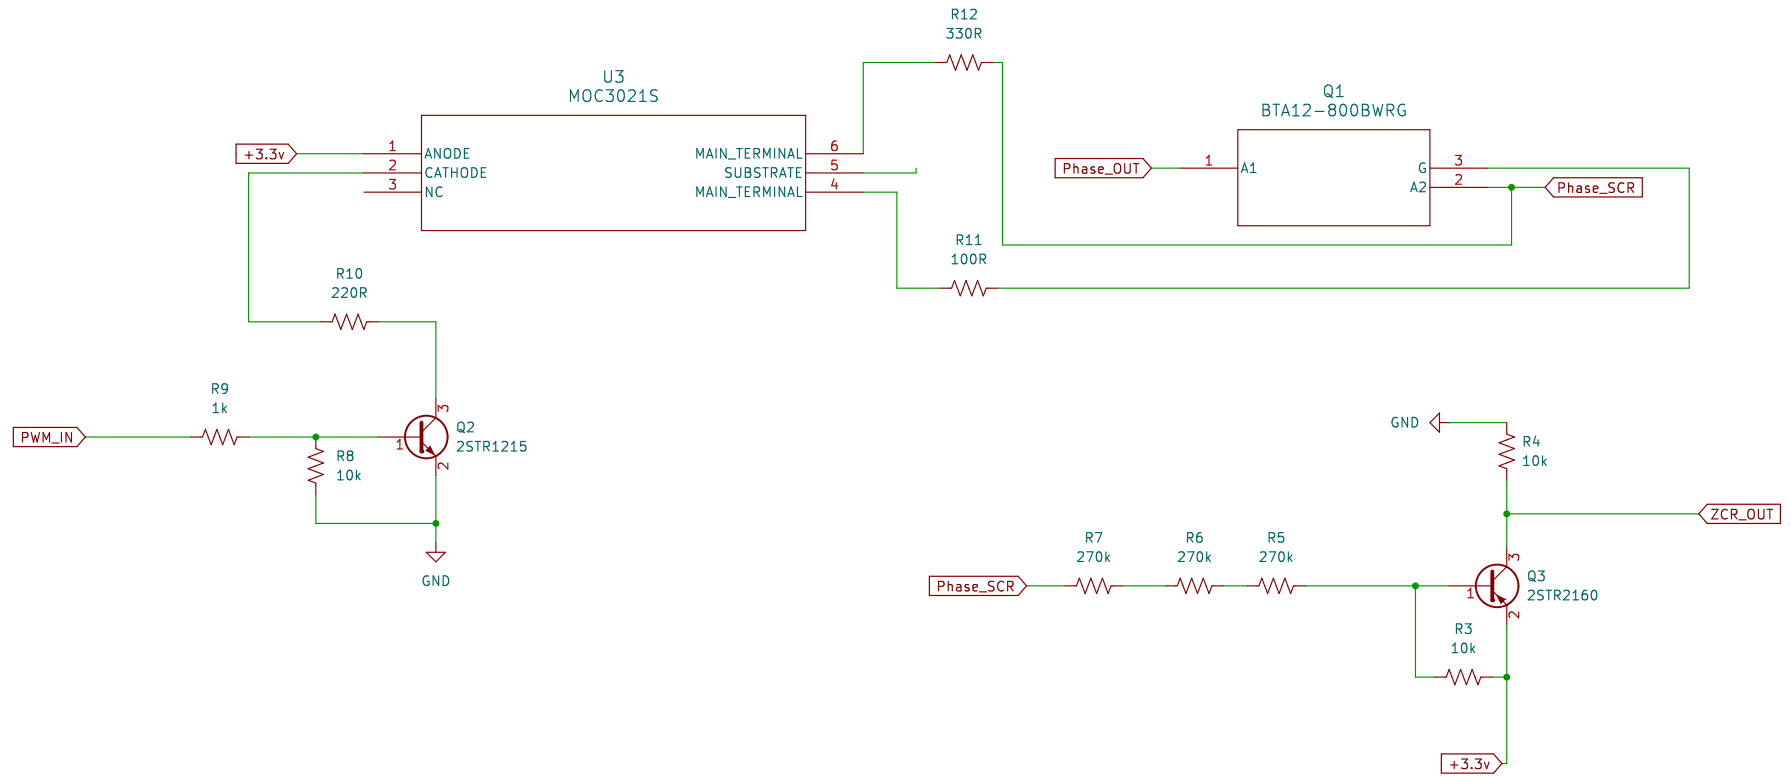 R12
330R
U3
MOC3021S
+3.3v
1
ANODE
2
CATHODE
3
NC
MAIN_TERMINAL
6
SUBSTRATE
5
MAIN_TERMINAL
4
Q1
BTA12-800BWRG
Phase_OUT
1
A1
G
3
A2
2
Phase_SCR
R11
100R
R10
220R
R9
1k
PWM_IN
R8
10k
1
3
2
Q2
2STR1215
GND
GND
R4
10k
ZCR_OUT
R7
270k
R6
270k
R5
270k
Phase_SCR
1
3
2
Q3
2STR2160
R3
10k
+3.3v